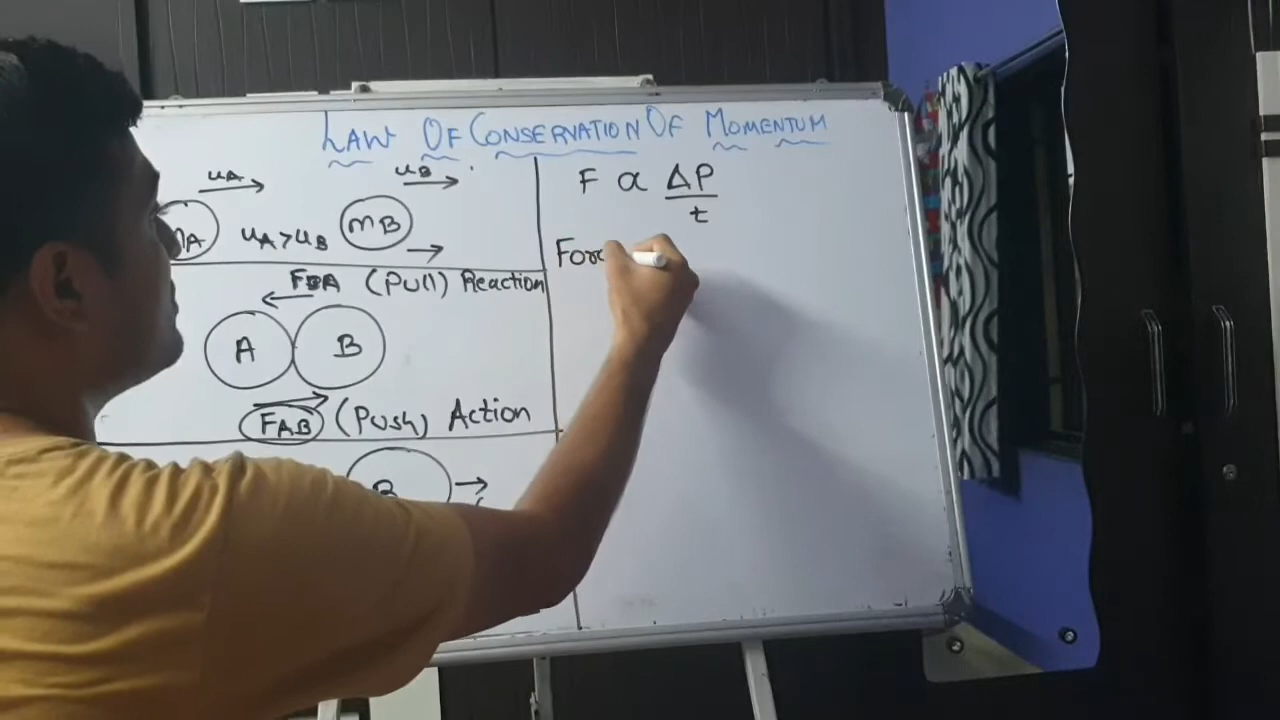 LAW OF CONSERVATION OF MOMENTUM
uA uB
mB
uA>uB
FBA (Pull) Reaction
A B
FAB (Push) Action
B
F ∝ ΔP
t